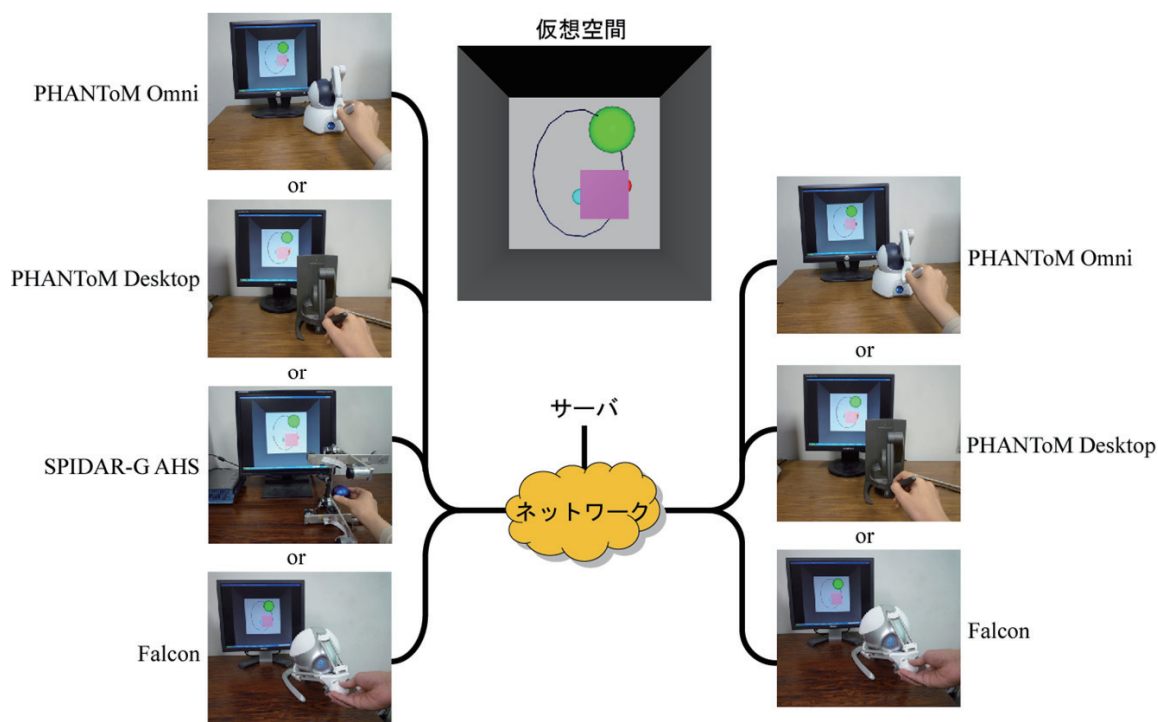 仮想空間
PHANToM Omni
or
PHANToM Desktop
or
SPIDAR-G AHS
or
Falcon
サーバ
ネットワーク
PHANToM Omni
or
PHANToM Desktop
or
Falcon